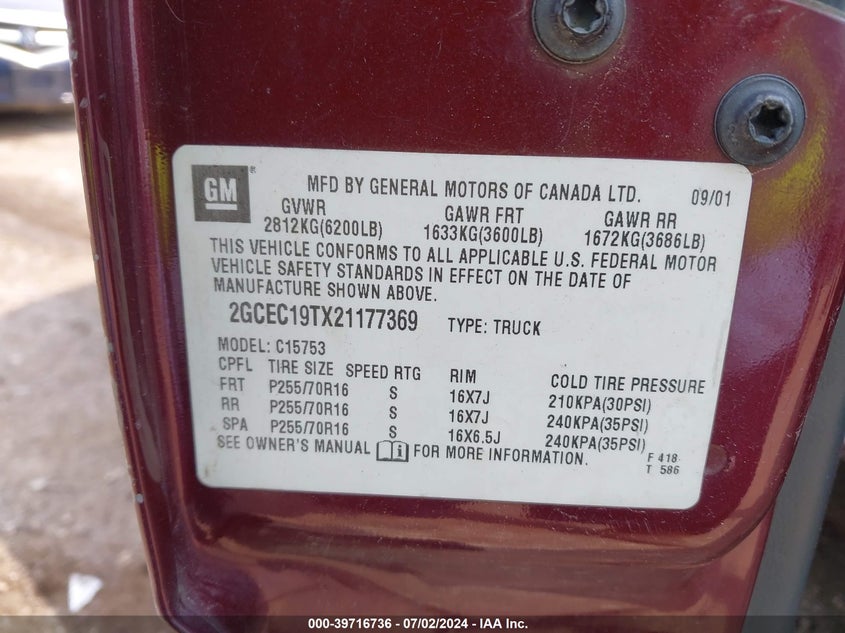 GM
MFD BY GENERAL MOTORS OF CANADA LTD. 09/01
GVWR GAWR FRT GAWR RR
2812KG(6200LB) 1633KG(3600LB) 1672KG(3686LB)
THIS VEHICLE CONFORMS TO ALL APPLICABLE U.S. FEDERAL MOTOR
VEHICLE SAFETY STANDARDS IN EFFECT ON THE DATE OF
MANUFACTURE SHOWN ABOVE.
2GCEC19TX21177369 TYPE: TRUCK
MODEL: C15753
CPFL TIRE SIZE SPEED RTG RIM COLD TIRE PRESSURE
FRT P255/70R16 S 16X7J 210KPA(30PSI)
RR P255/70R16 S 16X7J 240KPA(35PSI)
SPA P255/70R16 S 16X6.5J 240KPA(35PSI)
SEE OWNER'S MANUAL i FOR MORE INFORMATION.
F 418
T 586
000-39716736 - 07/02/2024 - IAA Inc.